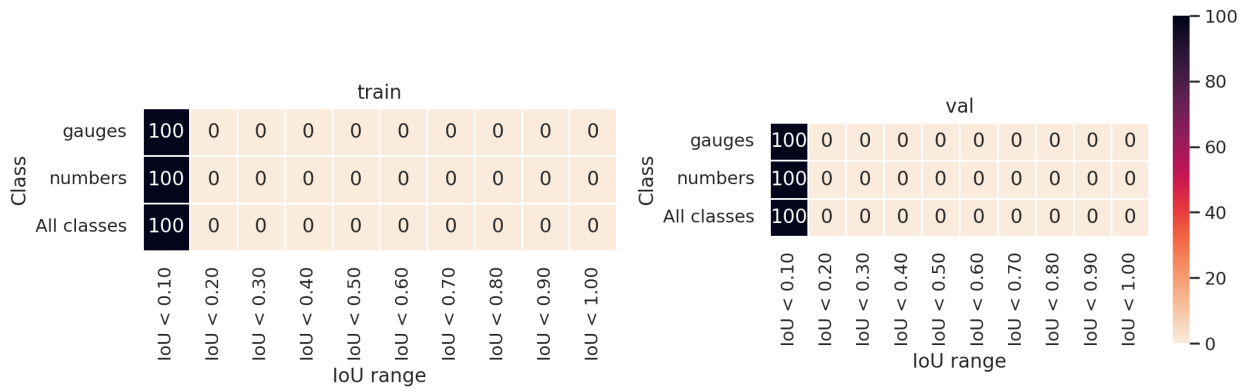 train
Class
gauges 100 0 0 0 0 0 0 0 0 0
numbers 100 0 0 0 0 0 0 0 0 0
All classes 100 0 0 0 0 0 0 0 0 0
IoU < 0.10
IoU < 0.20
IoU < 0.30
IoU < 0.40
IoU < 0.50
IoU < 0.60
IoU < 0.70
IoU < 0.80
IoU < 0.90
IoU < 1.00
IoU range
val
Class
gauges 100 0 0 0 0 0 0 0 0 0
numbers 100 0 0 0 0 0 0 0 0 0
All classes 100 0 0 0 0 0 0 0 0 0
IoU < 0.10
IoU < 0.20
IoU < 0.30
IoU < 0.40
IoU < 0.50
IoU < 0.60
IoU < 0.70
IoU < 0.80
IoU < 0.90
IoU < 1.00
IoU range
100
80
60
40
20
0